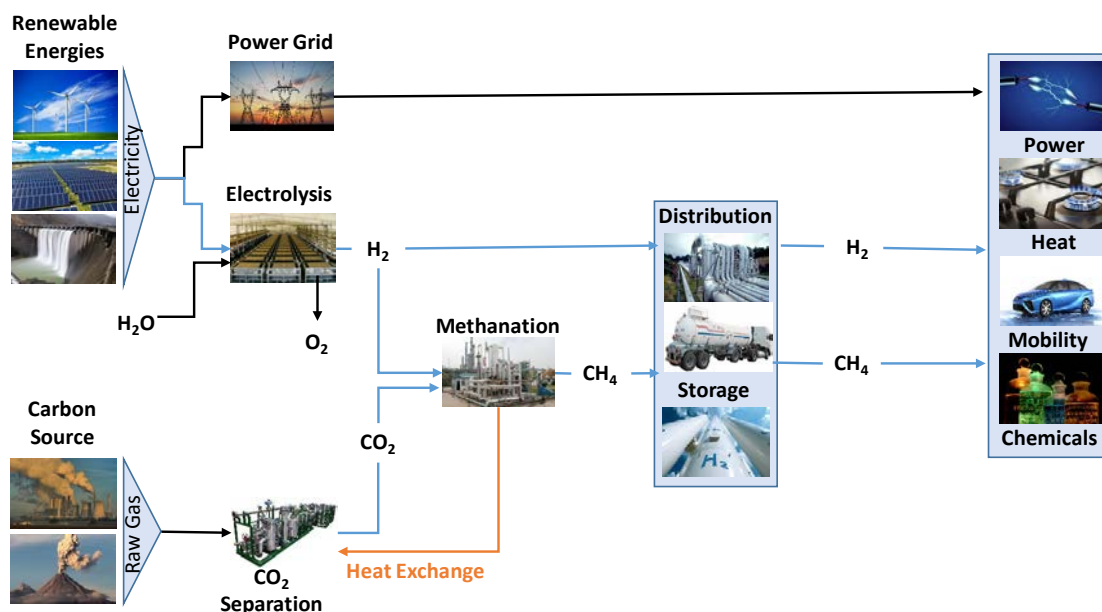 Renewable
Energies
Electricity
Power Grid
Electrolysis
H₂O
O₂
H₂
Methanation
CH₄
CO₂
Carbon
Source
Raw Gas
CO₂
Separation
Heat Exchange
Distribution
Storage
H₂
H₂
CH₄
Power
Heat
Mobility
Chemicals